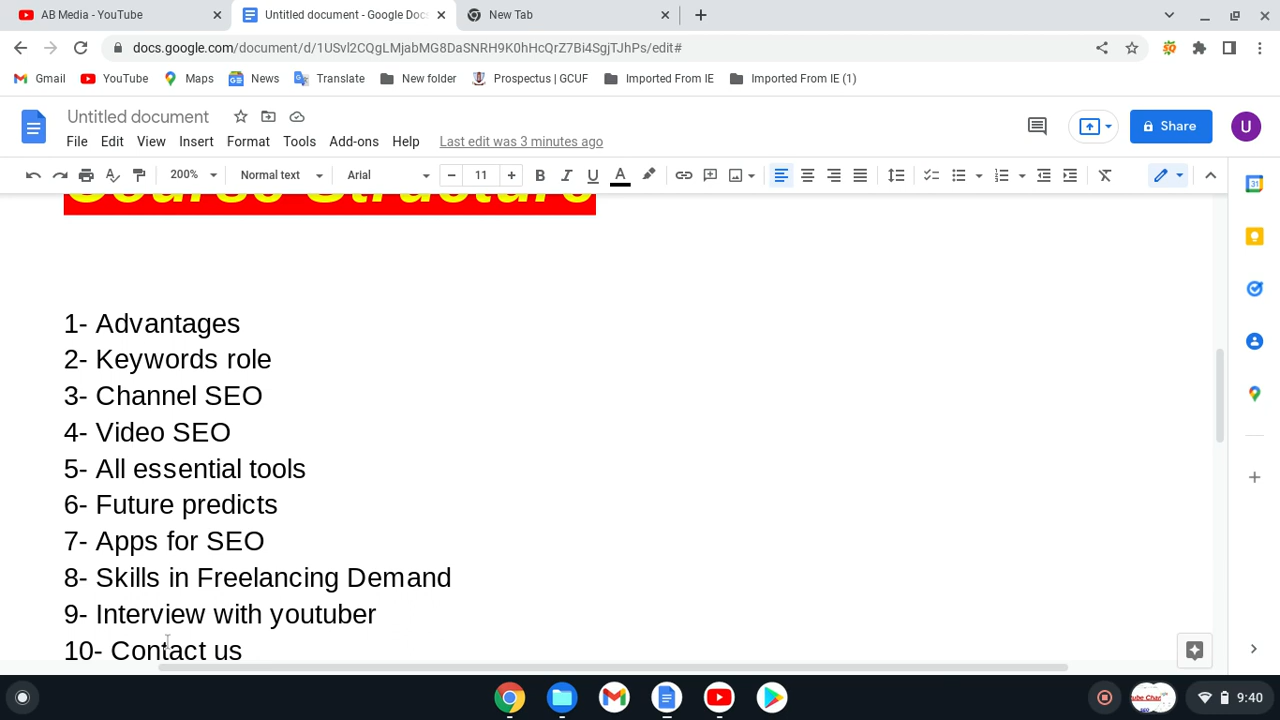 AB Media - YouTube
Untitled document - Google Docs
New Tab
docs.google.com/document/d/1USvl2CQgLMjabMG8DaSNRH9K0hHcQrZ7Bi4SgjTJhPs/edit#
Gmail YouTube Maps News Translate New folder Prospectus | GCUF Imported From IE Imported From IE (1)
Untitled document
File Edit View Insert Format Tools Add-ons Help Last edit was 3 minutes ago
Share
U
200% Normal text Arial 11
Course Structure
1- Advantages
2- Keywords role
3- Channel SEO
4- Video SEO
5- All essential tools
6- Future predicts
7- Apps for SEO
8- Skills in Freelancing Demand
9- Interview with youtuber
10- Contact us
9:40